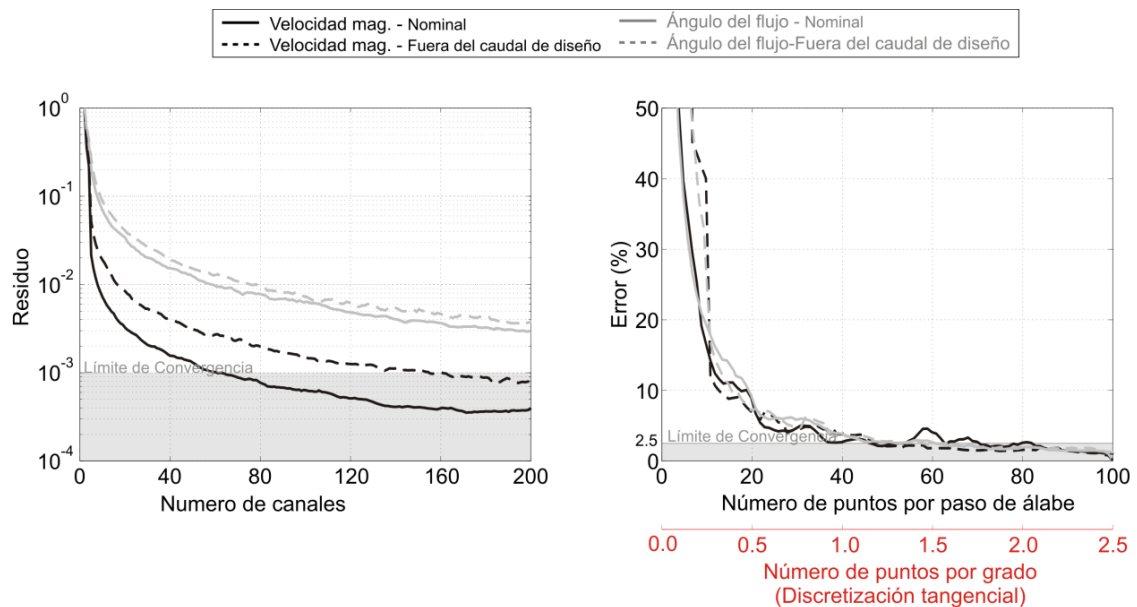 Velocidad mag. - Nominal
Velocidad mag. - Fuera del caudal de diseño
Ángulo del flujo - Nominal
Ángulo del flujo-Fuera del caudal de diseño
Residuo
10^0
10^-1
10^-2
10^-3
10^-4
Límite de Convergencia
0 40 80 120 160 200
Numero de canales
Error (%)
50
40
30
20
10
2.5
0
Límite de Convergencia
0 20 40 60 80 100
Número de puntos por paso de álabe
0.0 0.5 1.0 1.5 2.0 2.5
Número de puntos por grado
(Discretización tangencial)